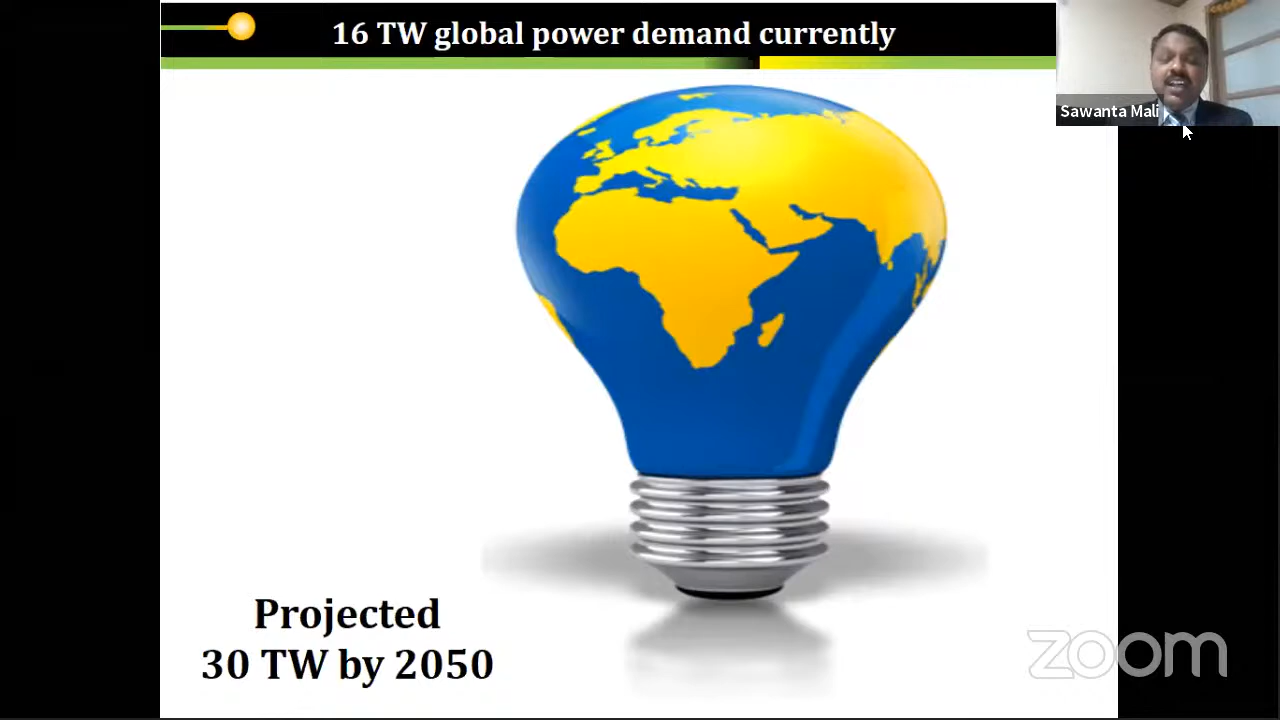 16 TW global power demand currently
Sawanta Mali
Projected
30 TW by 2050
zoom